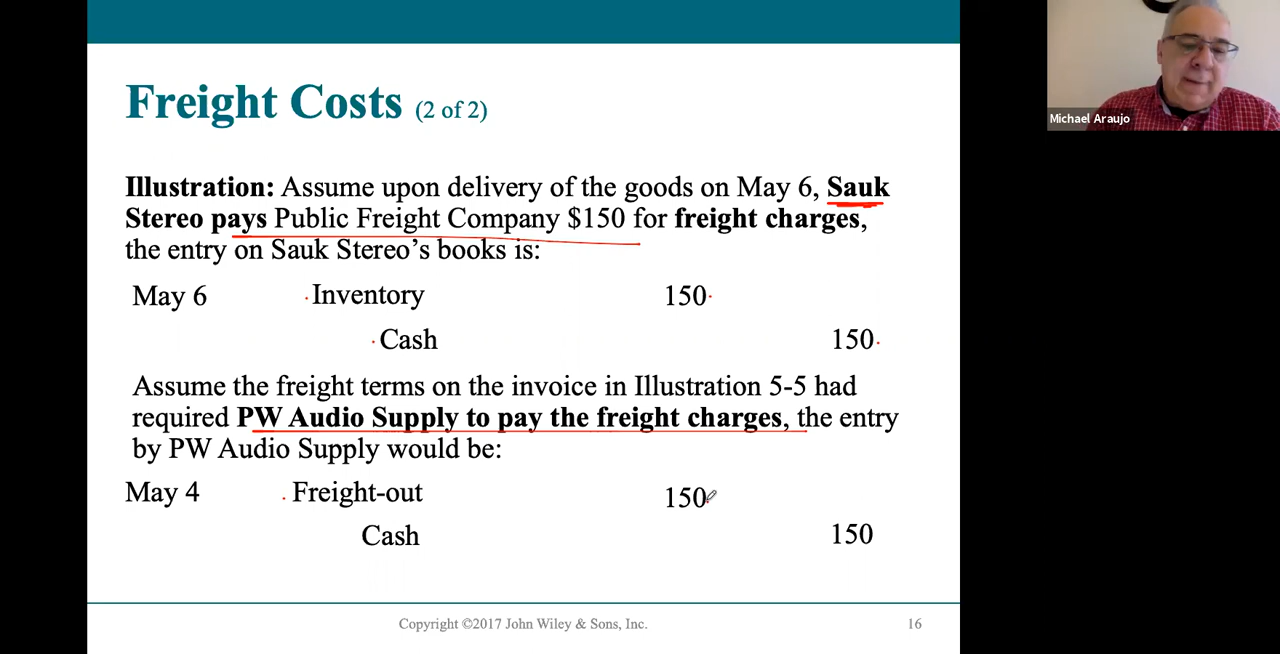 Freight Costs (2 of 2)
Illustration: Assume upon delivery of the goods on May 6, Sauk
Stereo pays Public Freight Company $150 for freight charges,
the entry on Sauk Stereo's books is:
May 6 Inventory 150
Cash 150
Assume the freight terms on the invoice in Illustration 5-5 had
required PW Audio Supply to pay the freight charges, the entry
by PW Audio Supply would be:
May 4 Freight-out 150
Cash 150
Copyright ©2017 John Wiley & Sons, Inc. 16
Michael Araujo